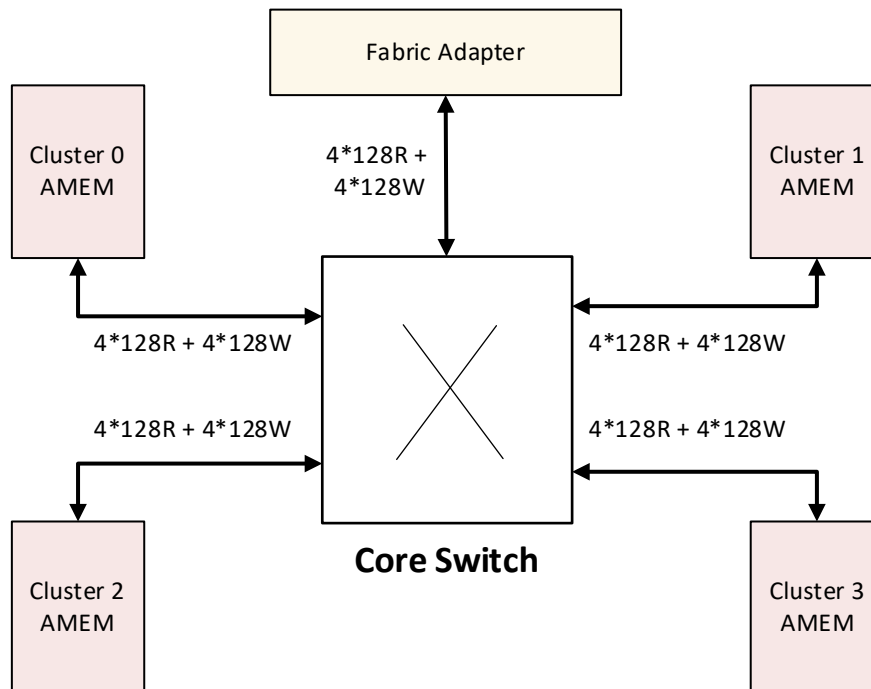 Fabric Adapter
Cluster 0
AMEM
4*128R +
4*128W
Cluster 1
AMEM
4*128R + 4*128W
4*128R + 4*128W
4*128R + 4*128W
4*128R + 4*128W
Core Switch
Cluster 2
AMEM
Cluster 3
AMEM